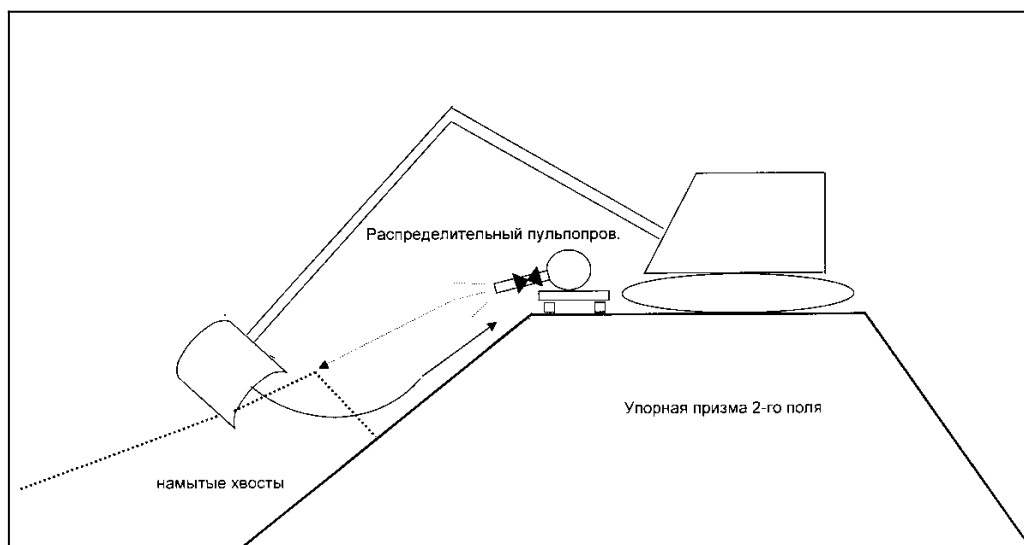 Распределительный пульпопров.
Упорная призма 2-го поля
намытые хвосты